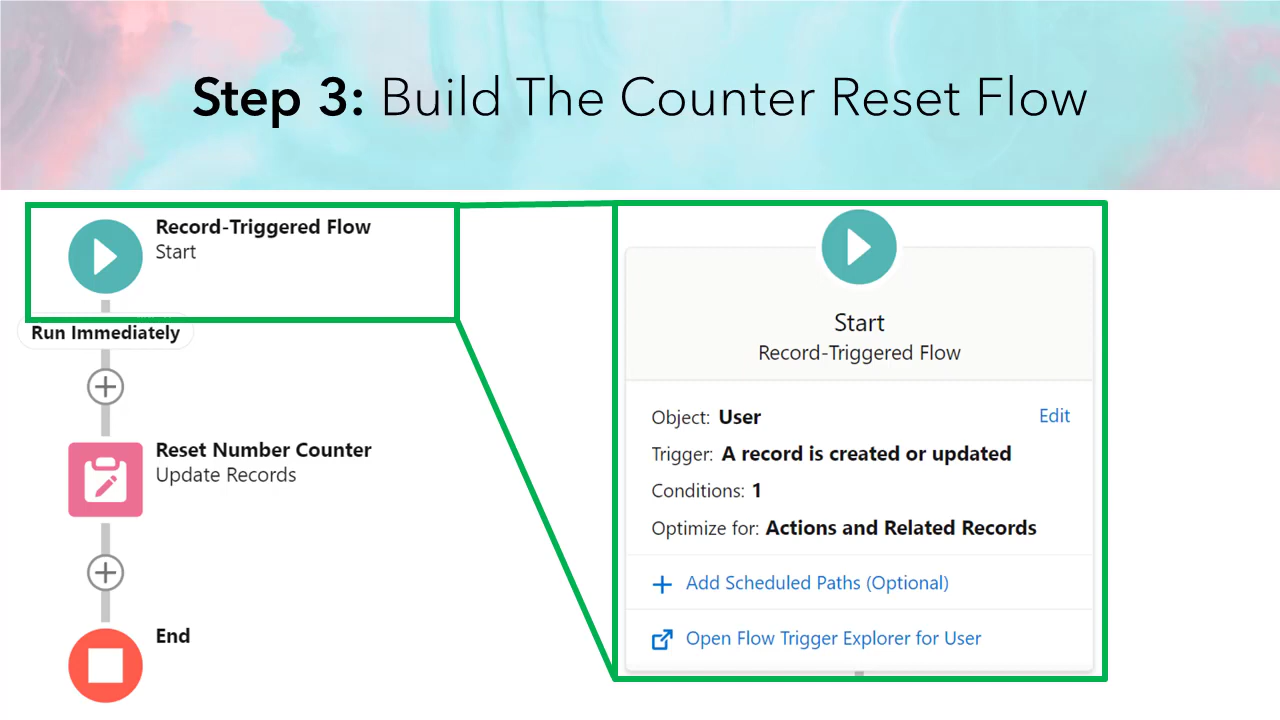 Step 3: Build The Counter Reset Flow
Record-Triggered Flow
Start
Run Immediately
Reset Number Counter
Update Records
End
Start
Record-Triggered Flow
Object: User
Edit
Trigger: A record is created or updated
Conditions: 1
Optimize for: Actions and Related Records
Add Scheduled Paths (Optional)
Open Flow Trigger Explorer for User